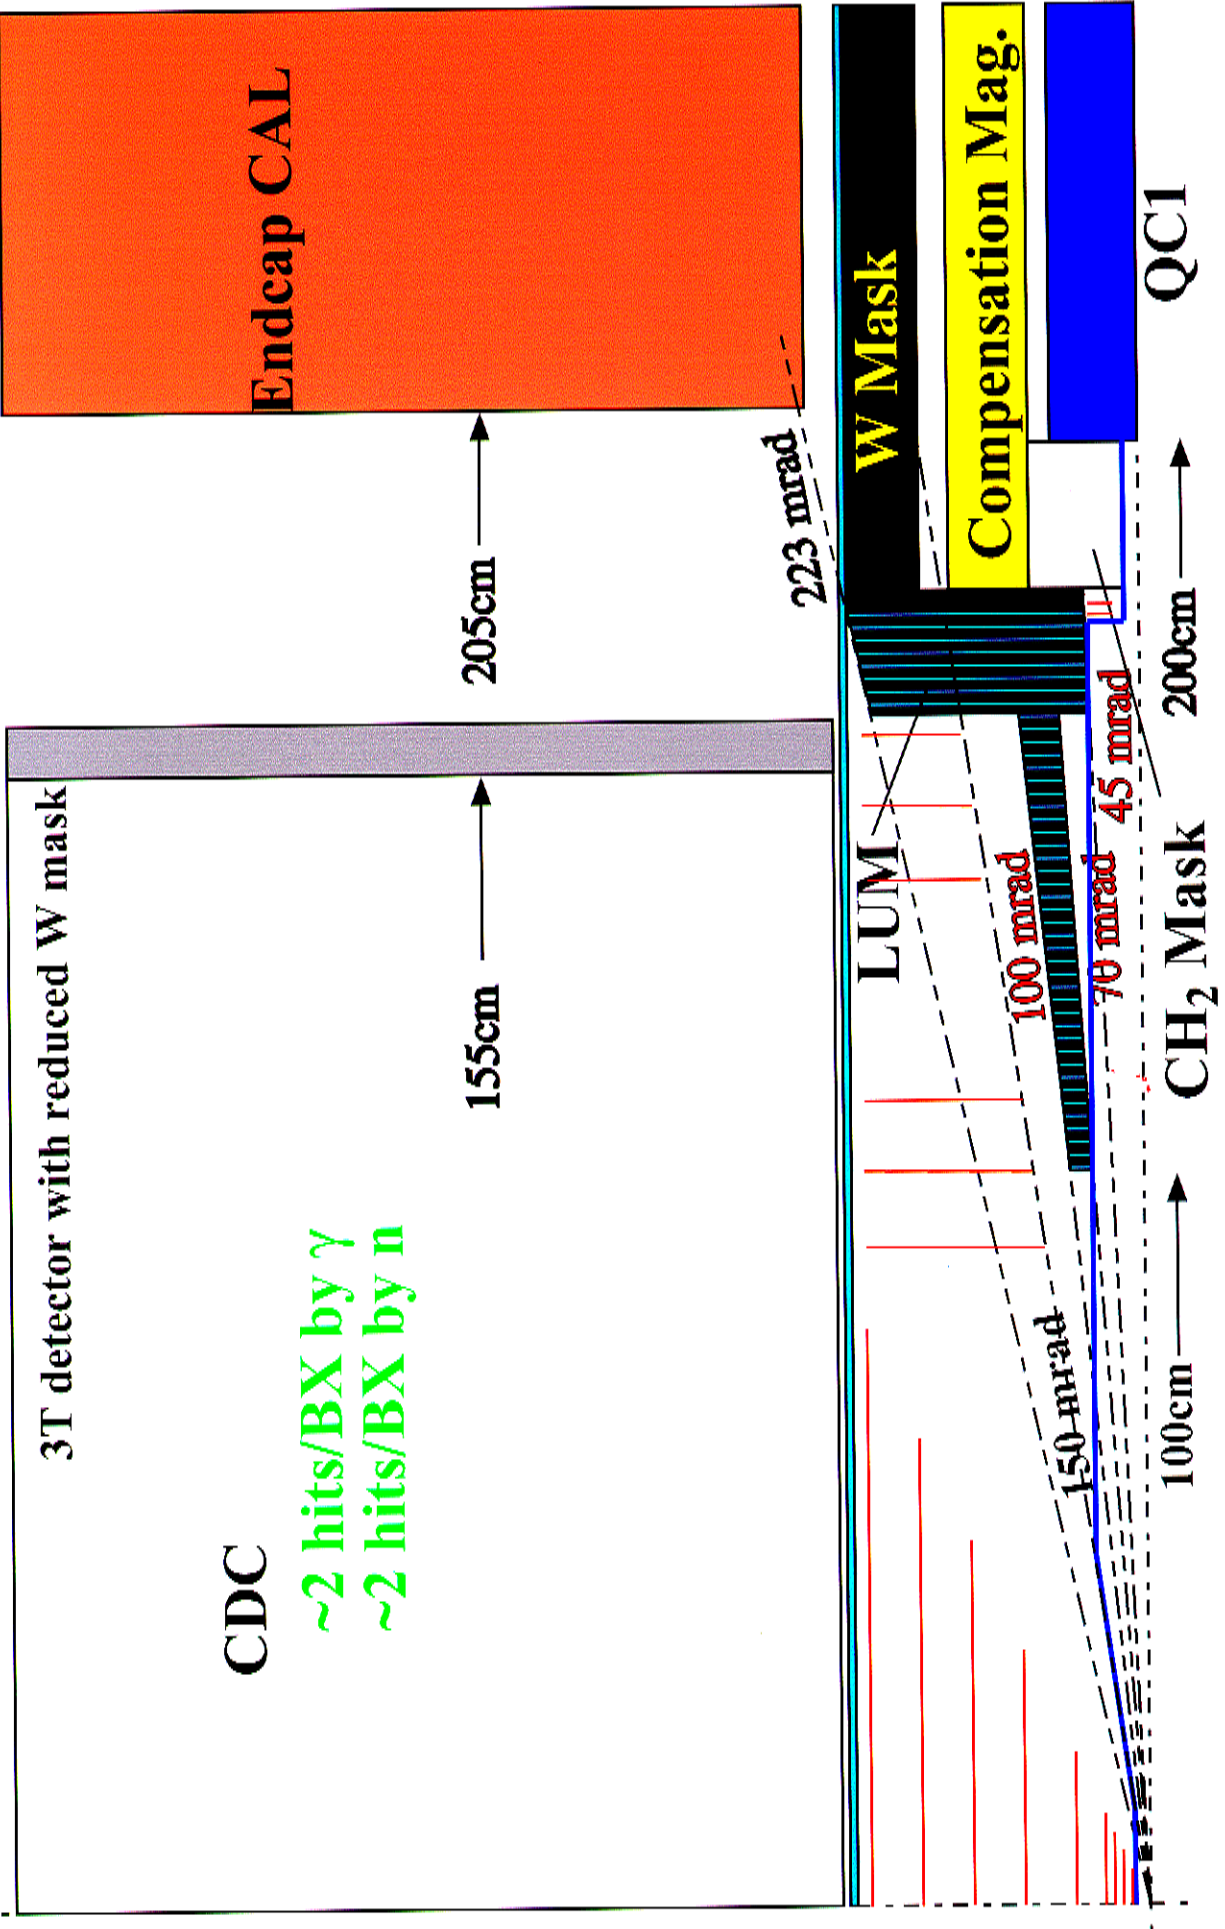 3T detector with reduced W mask
CDC
~2 hits/BX by γ
~2 hits/BX by n
155cm
205cm
Endcap CAL
223 mrad
W Mask
Compensation Mag.
QC1
LUM
100 mrad
150 mrad
70 mrad
45 mrad
100cm
CH₂ Mask
200cm